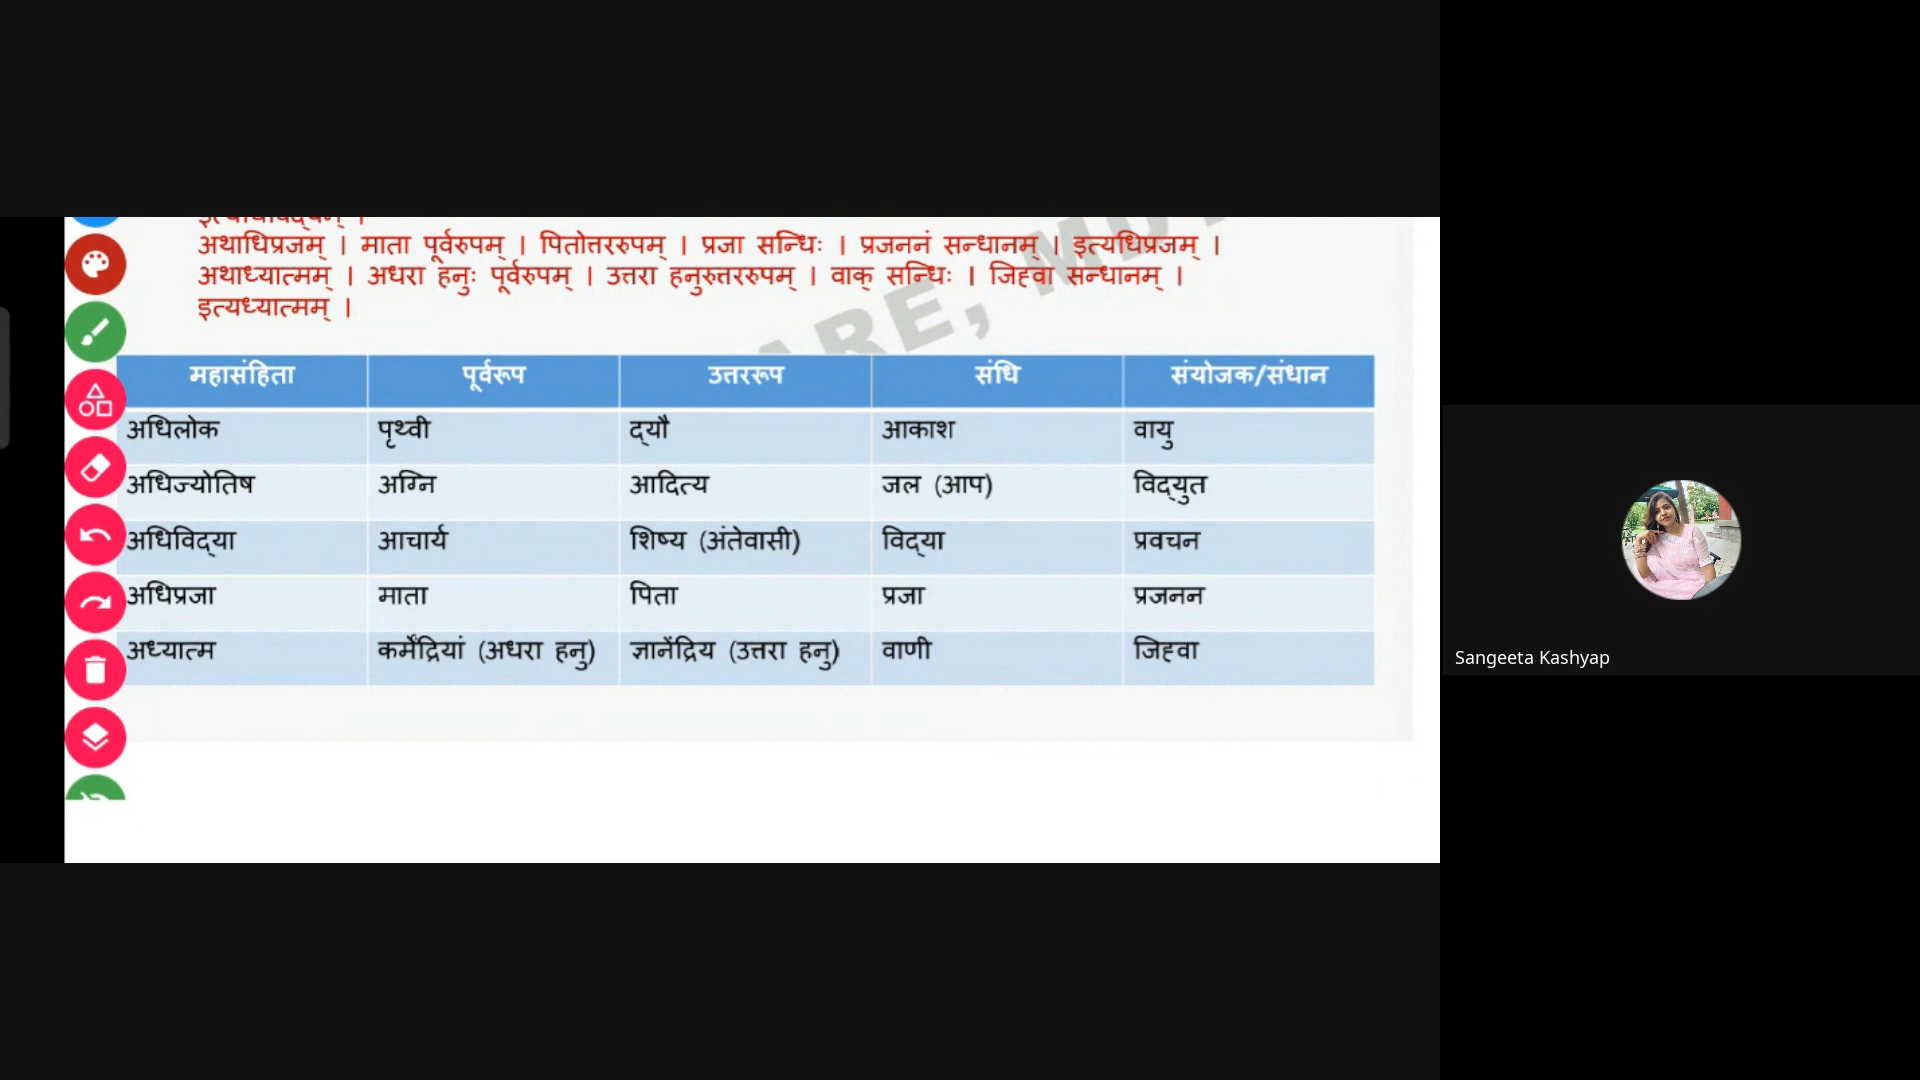 अथाधिप्रजम् । माता पूर्वरुपम् । पितोत्तररुपम् । प्रजा सन्धिः । प्रजननं सन्धानम् । इत्यधिप्रजम् ।
अथाध्यात्मम् । अधरा हनुः पूर्वरुपम् । उत्तरा हनुरुत्तररुपम् । वाक् सन्धिः । जिह्वा सन्धानम् ।
इत्यध्यात्मम् ।
महासंहिता पूर्वरूप उत्तररूप संधि संयोजक/संधान
अधिलोक पृथ्वी द्यौ आकाश वायु
अधिज्योतिष अग्नि आदित्य जल (आप) विद्युत
अधिविद्या आचार्य शिष्य (अंतेवासी) विद्या प्रवचन
अधिप्रजा माता पिता प्रजा प्रजनन
अध्यात्म कर्मेंद्रियां (अधरा हनु) ज्ञानेंद्रिय (उत्तरा हनु) वाणी जिह्वा
Sangeeta Kashyap